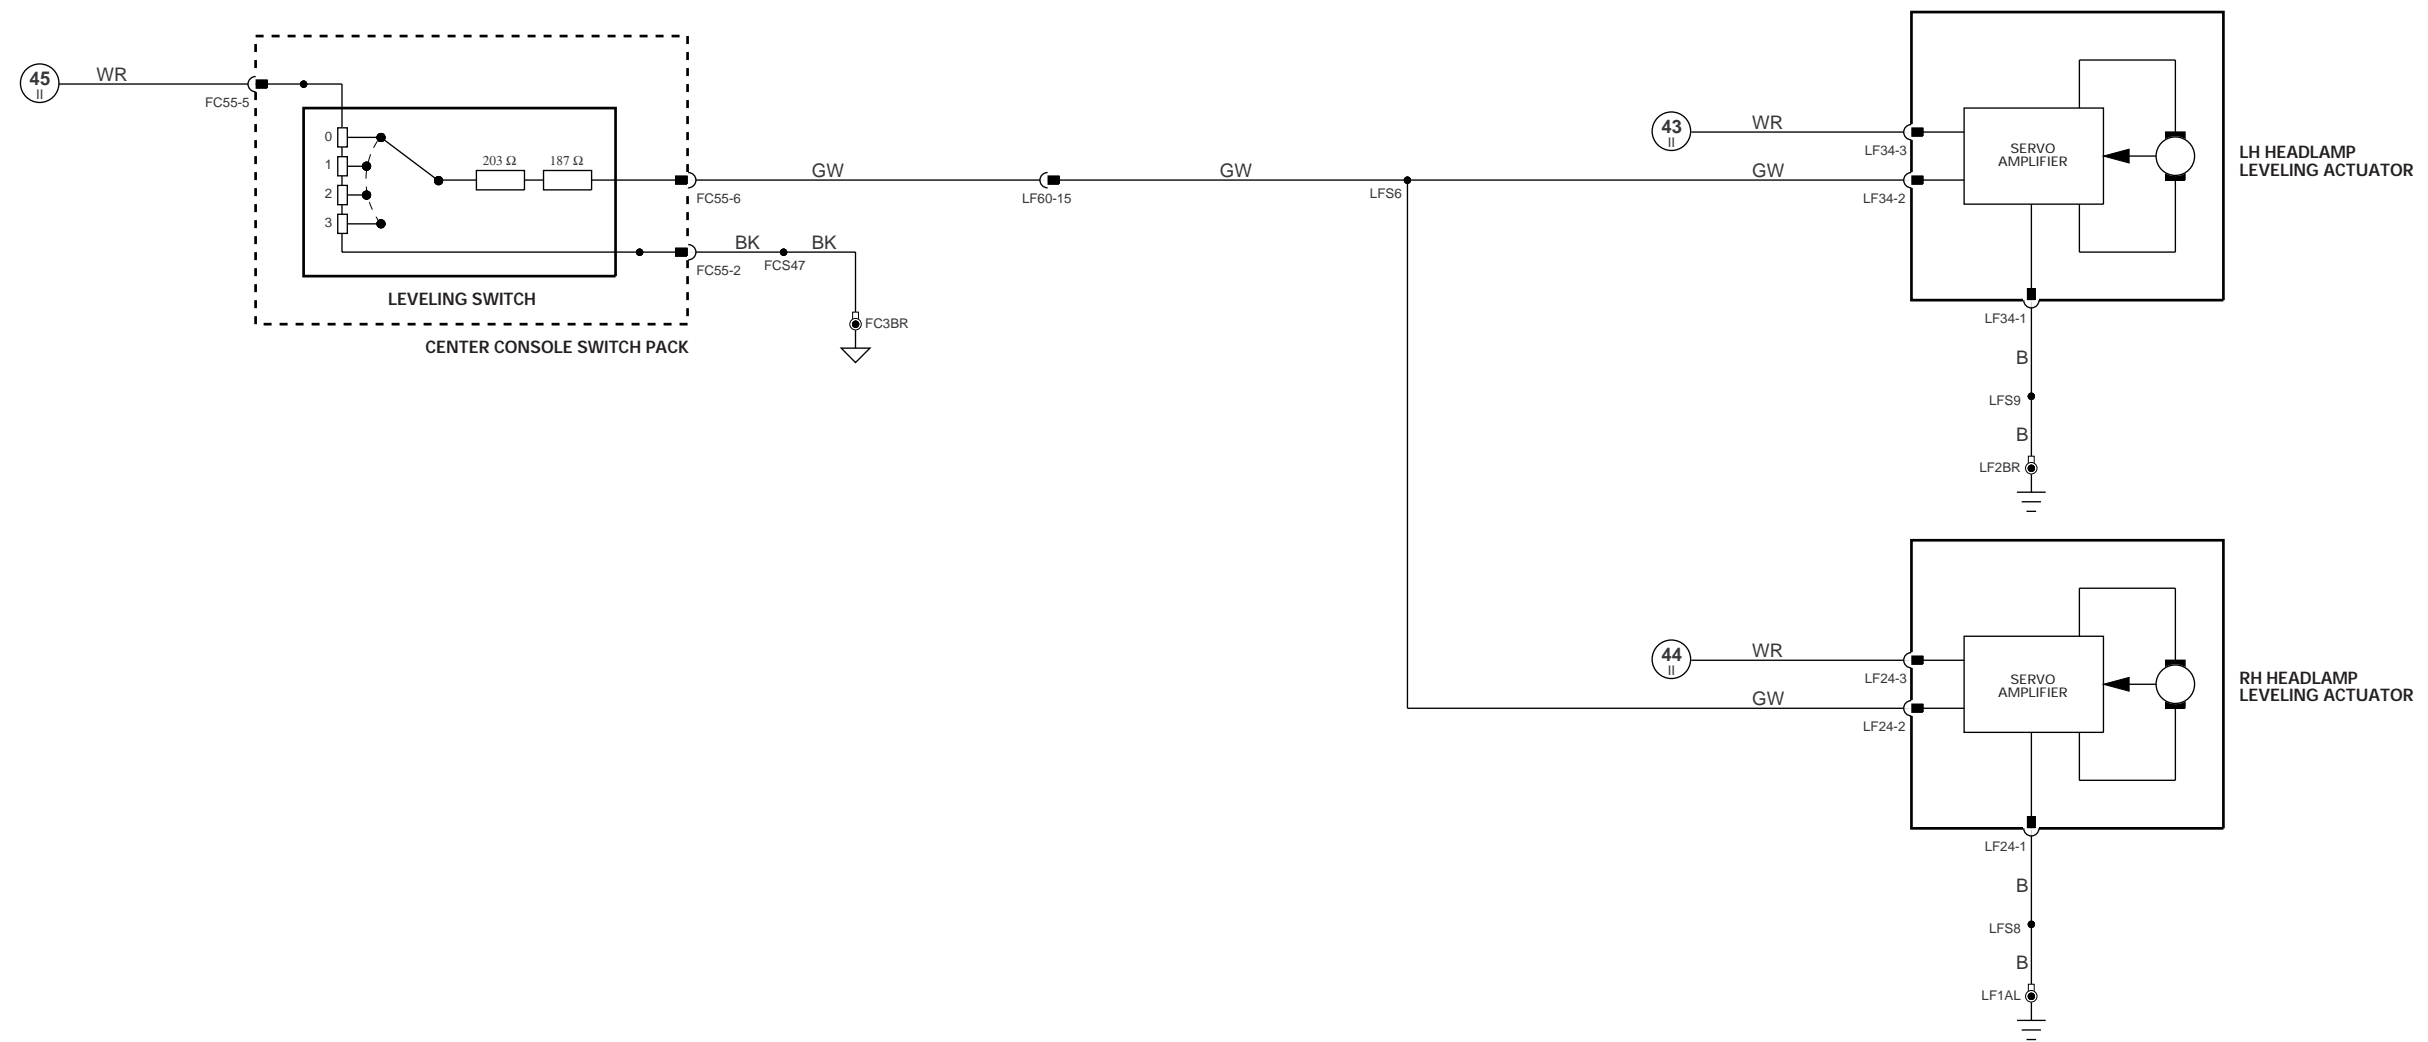 45
II
WR
FC55-5
0
1
2
3
203 Ω
187 Ω
LEVELING SWITCH
CENTER CONSOLE SWITCH PACK
FC55-6
GW
LF60-15
GW
LFS6
FC55-2
BK
FCS47
BK
FC3BR
43
II
WR
LF34-3
GW
LF34-2
SERVO
AMPLIFIER
LH HEADLAMP
LEVELING ACTUATOR
LF34-1
B
LFS9
B
LF2BR
44
II
WR
LF24-3
GW
LF24-2
SERVO
AMPLIFIER
RH HEADLAMP
LEVELING ACTUATOR
LF24-1
B
LFS8
B
LF1AL